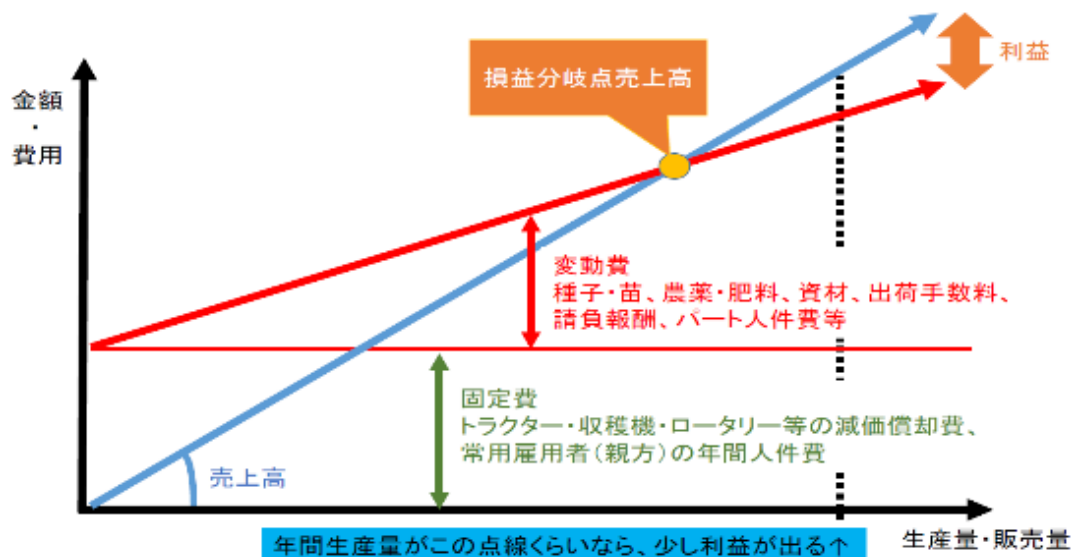 損益分岐点売上高
利益
金額
・
費用
変動費
種子・苗、農薬・肥料、資材、出荷手数料、
請負報酬、パート人件費等
固定費
トラクター・収穫機・ロータリー等の減価償却費、
常用雇用者(親方)の年間人件費
売上高
生産量・販売量
年間生産量がこの点線くらいなら、少し利益が出る↑